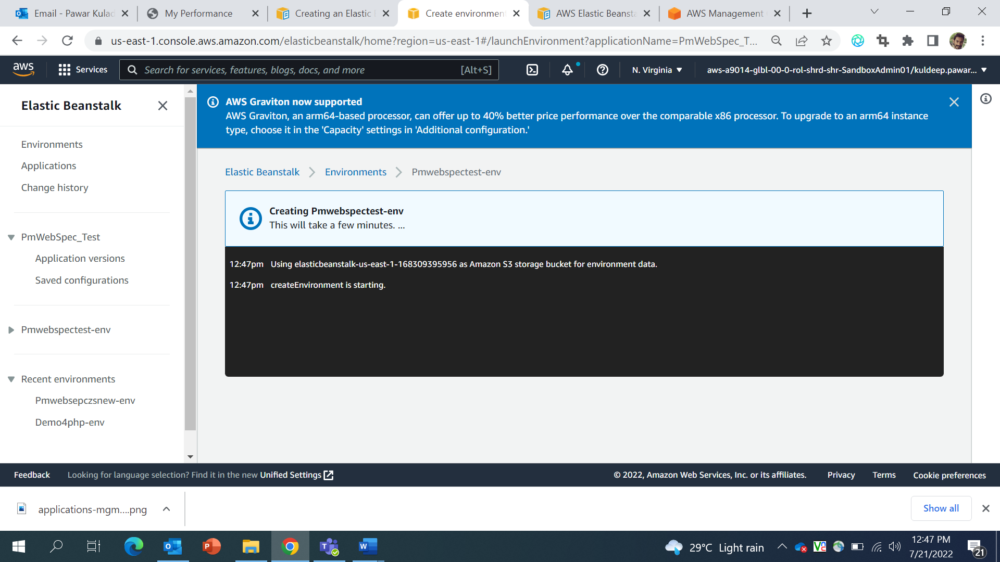 Email - Pawar Kulad
My Performance
Creating an Elastic B
Create environment
AWS Elastic Beansta
AWS Management
us-east-1.console.aws.amazon.com/elasticbeanstalk/home?region=us-east-1#/launchEnvironment?applicationName=PmWebSpec_T...
aws
Services
Search for services, features, blogs, docs, and more
[Alt+S]
N. Virginia
aws-a9014-glbl-00-0-rol-shrd-shr-SandboxAdmin01/kuldeep.pawar...
Elastic Beanstalk
Environments
Applications
Change history
PmWebSpec_Test
Application versions
Saved configurations
Pmwebspectest-env
Recent environments
Pmwebsepczsnew-env
Demo4php-env
AWS Graviton now supported
AWS Graviton, an arm64-based processor, can offer up to 40% better price performance over the comparable x86 processor. To upgrade to an arm64 instance
type, choose it in the 'Capacity' settings in 'Additional configuration.'
Elastic Beanstalk > Environments > Pmwebspectest-env
Creating Pmwebspectest-env
This will take a few minutes. ...
12:47pm Using elasticbeanstalk-us-east-1-168309395956 as Amazon S3 storage bucket for environment data.
12:47pm createEnvironment is starting.
Feedback
Looking for language selection? Find it in the new Unified Settings
© 2022, Amazon Web Services, Inc. or its affiliates.
Privacy
Terms
Cookie preferences
applications-mgm....png
Show all
29°C Light rain
12:47 PM
7/21/2022
21